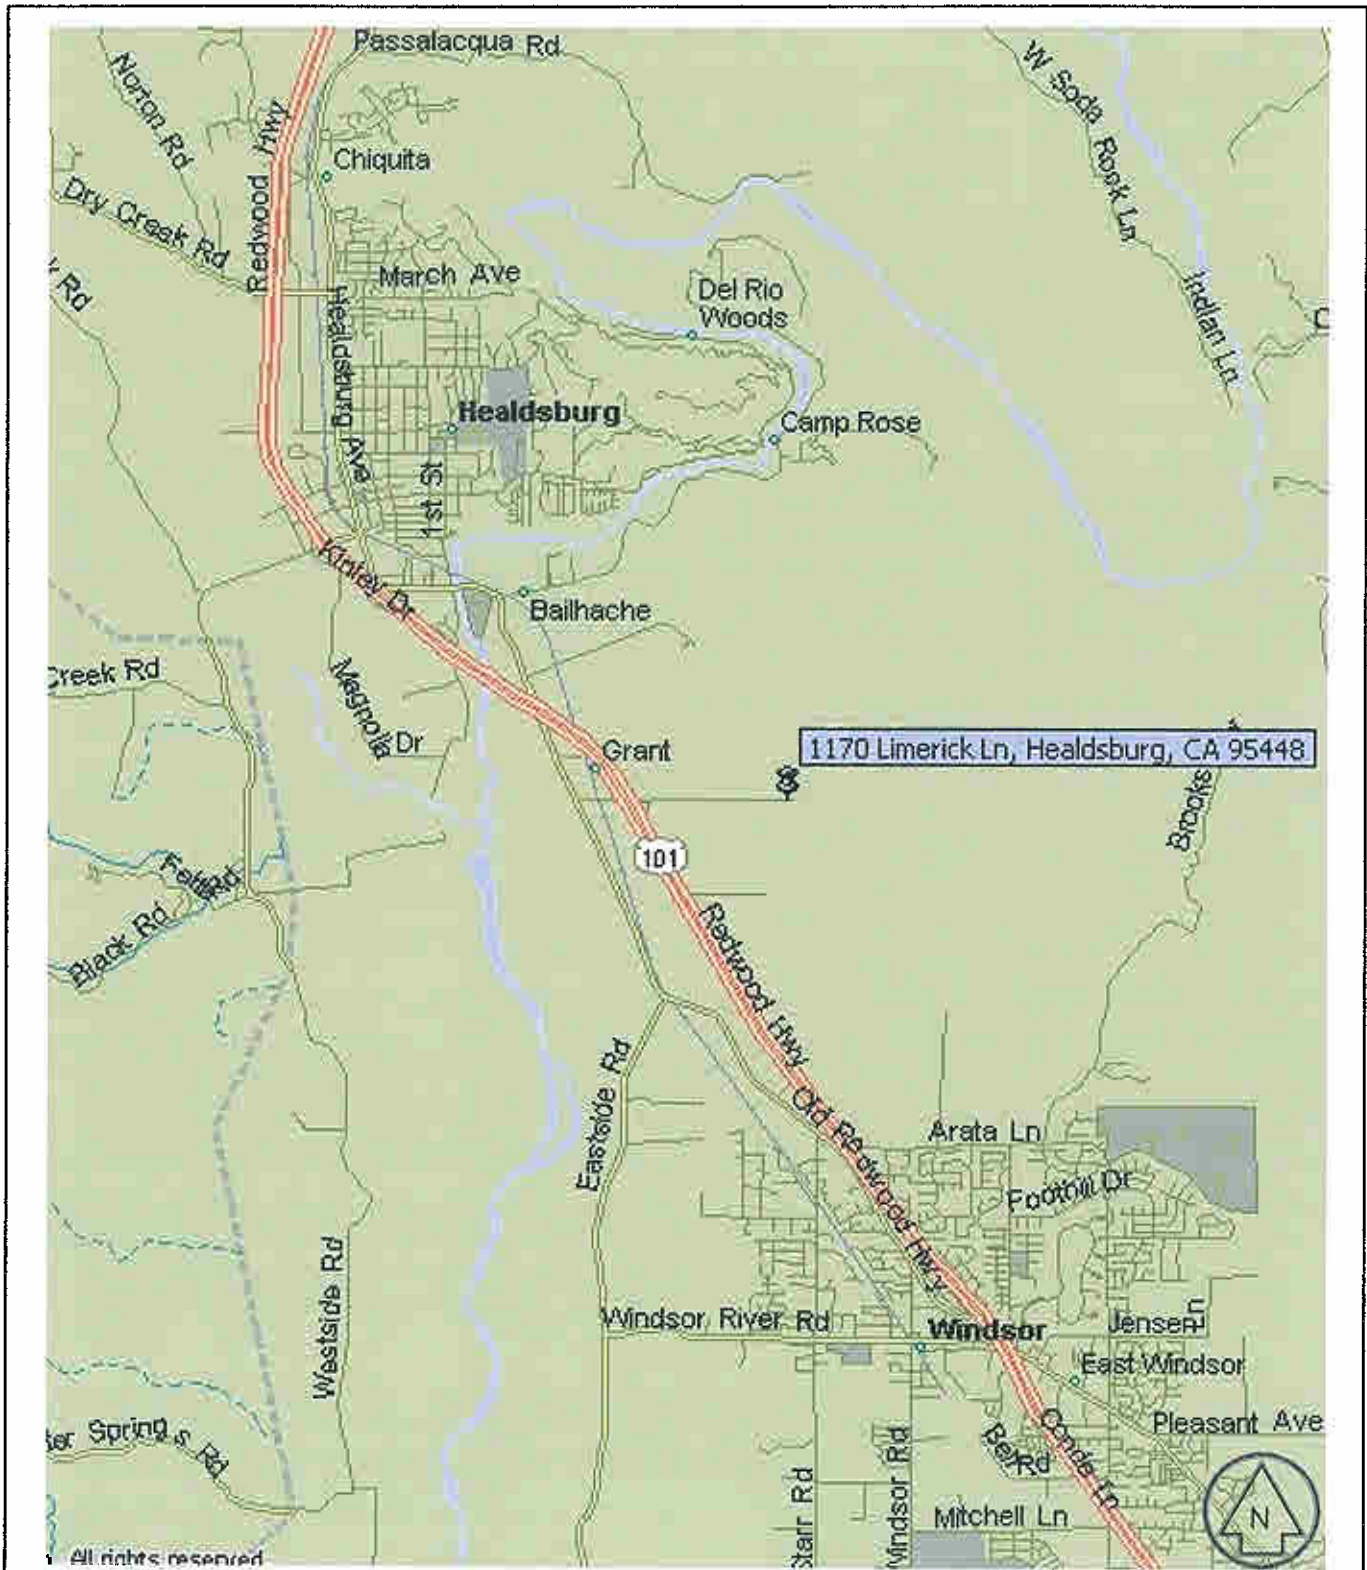 Passalacqua Rd
Norton Rd
W Soda Rock Ln
Redwood Hwy
Chiquita
Dry Creek Rd
k Rd
March Ave
Del Rio
Woods
Indian Ln
Healdsburg Ave
Healdsburg
Camp Rose
1st St
Kinley Dr
Bailhache
Creek Rd
Magnolia Dr
Grant
1170 Limerick Ln, Healdsburg, CA 95448
Brooks
101
Felta Rd
Black Rd
Redwood Hwy
Eastside Rd
Old Redwood Hwy
Arata Ln
Foothill Dr
Westside Rd
Windsor River Rd
Windsor
Jensen Ln
East Windsor
ter Springs Rd
Conde Ln
Pleasant Ave
Bell Rd
Starr Rd
Windsor Rd
Mitchell Ln
N
All rights reserved